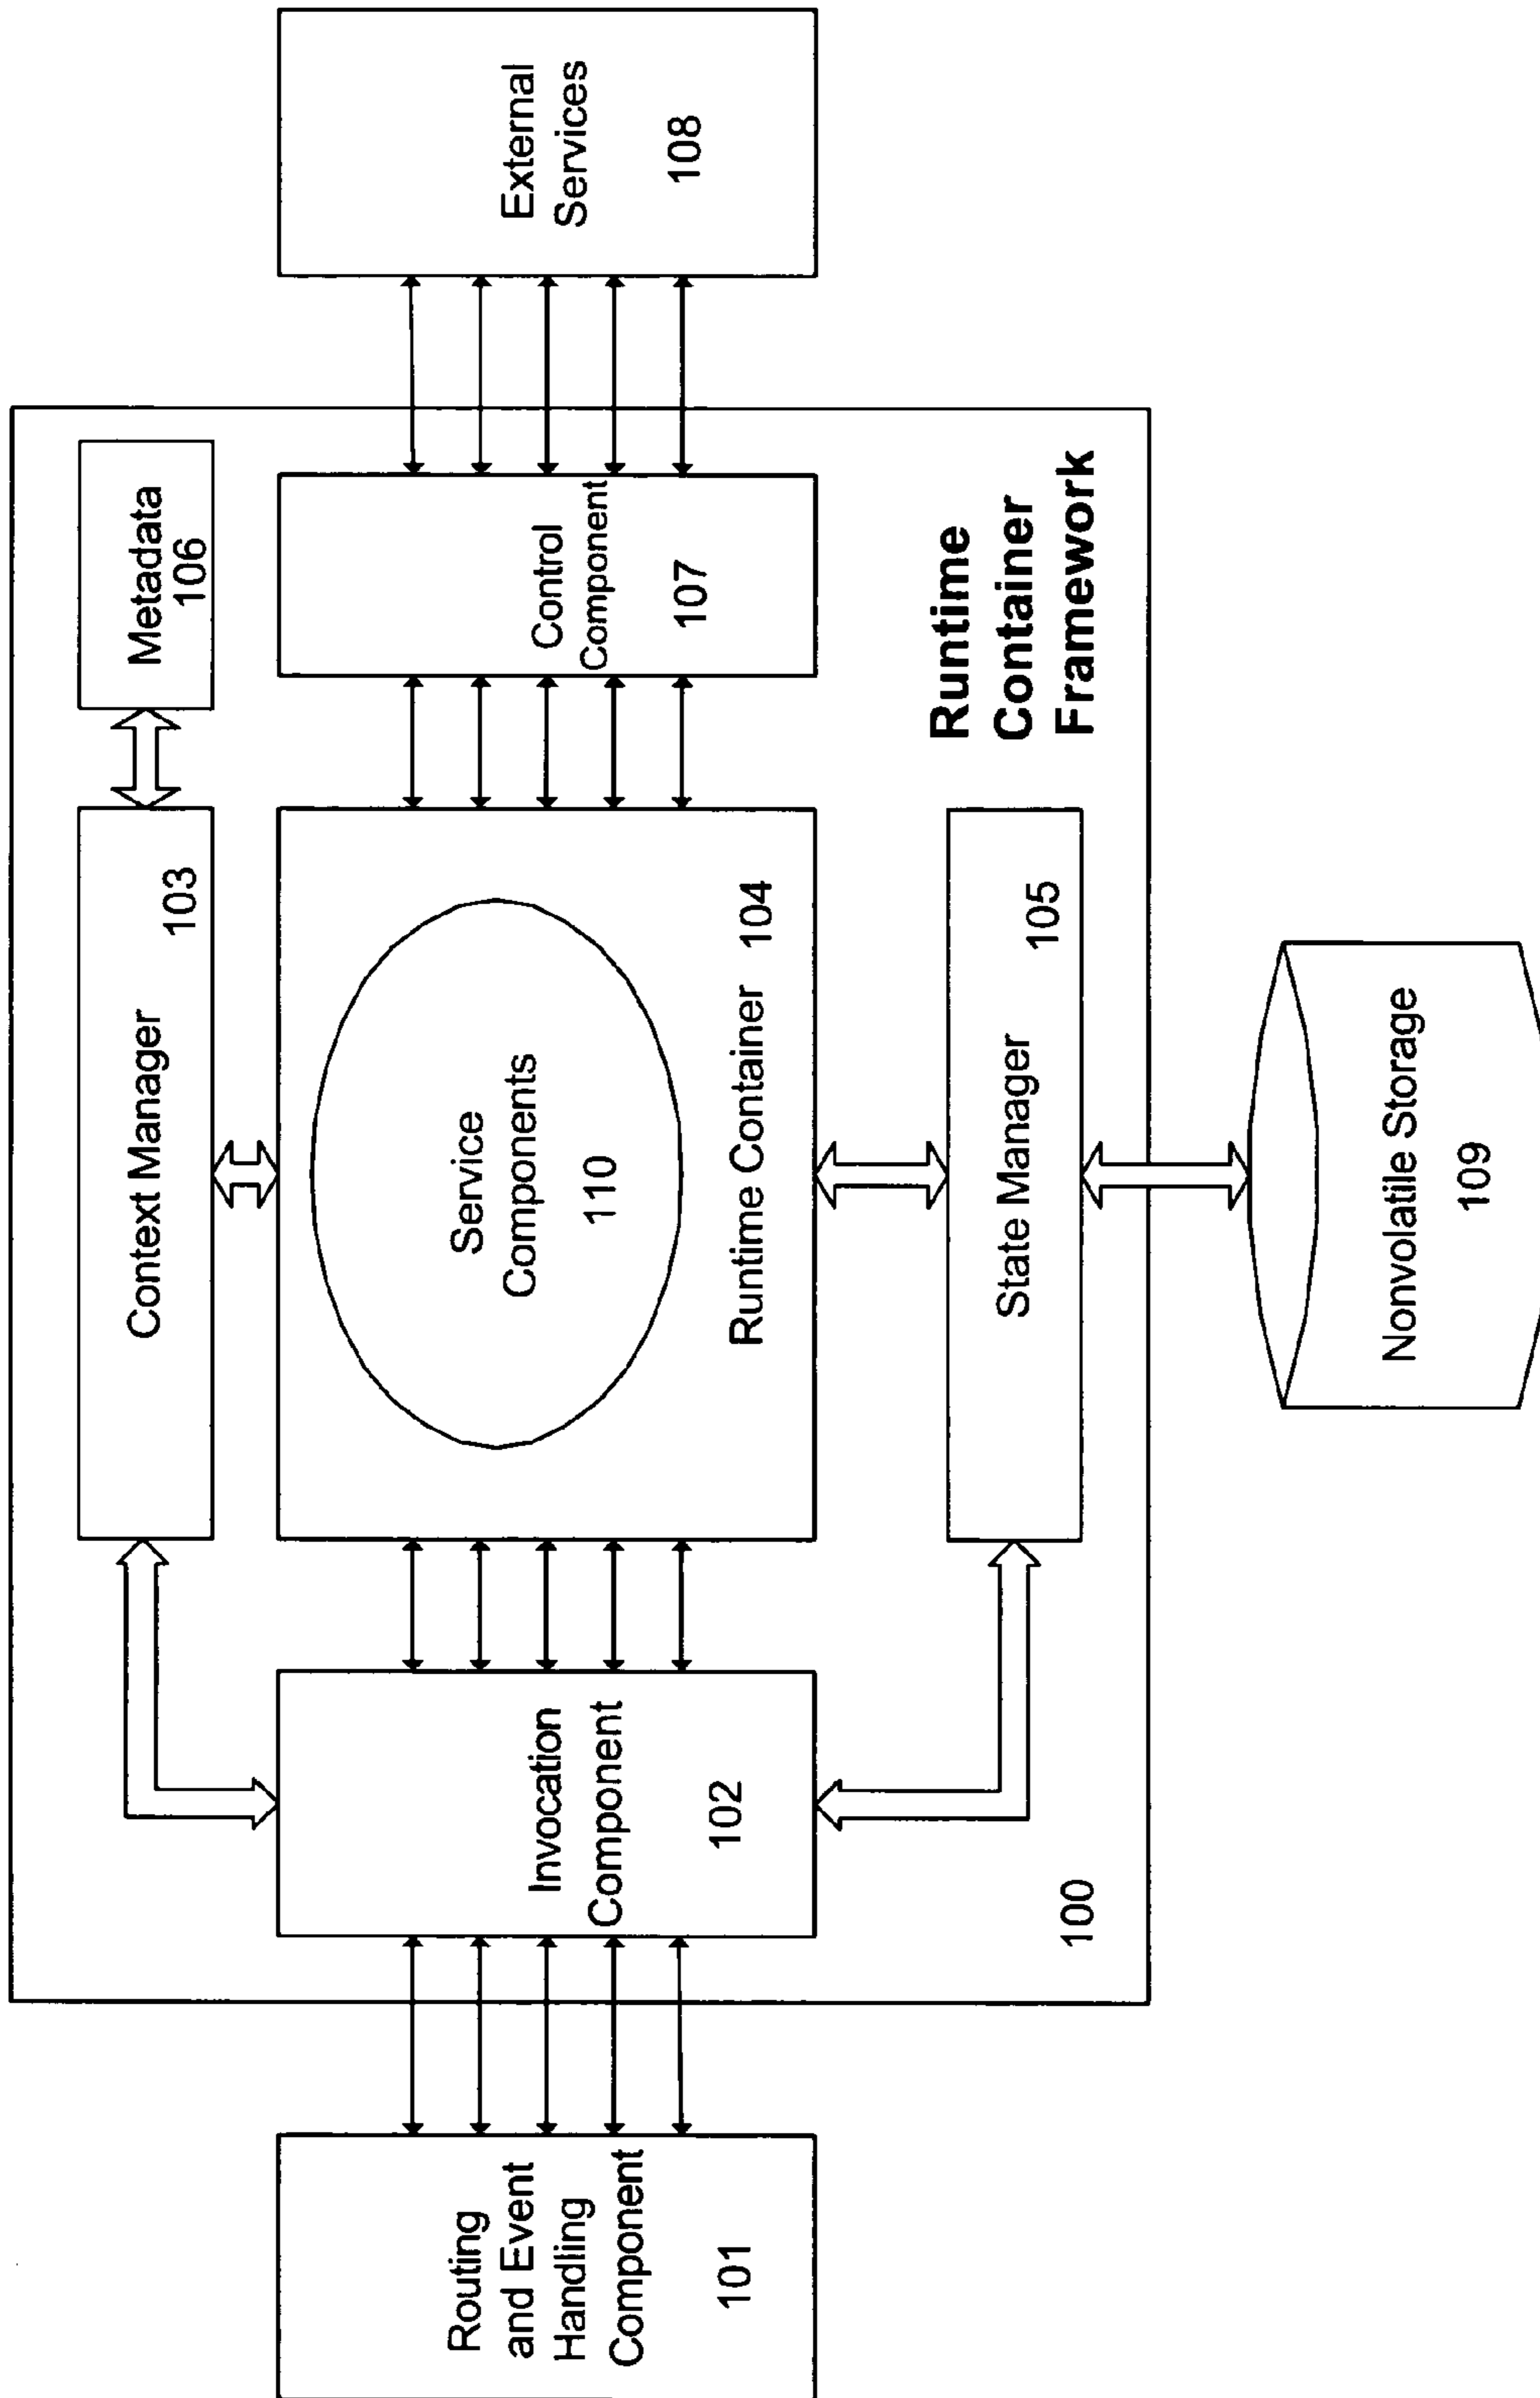 Context Manager
103
Metadata
106
Routing
and Event
Handling
Component
101
Invocation
Component
102
Service
Components
110
Runtime Container 104
Control
Component
107
External
Services
108
State Manager
105
Runtime
Container
Framework
100
Nonvolatile Storage
109